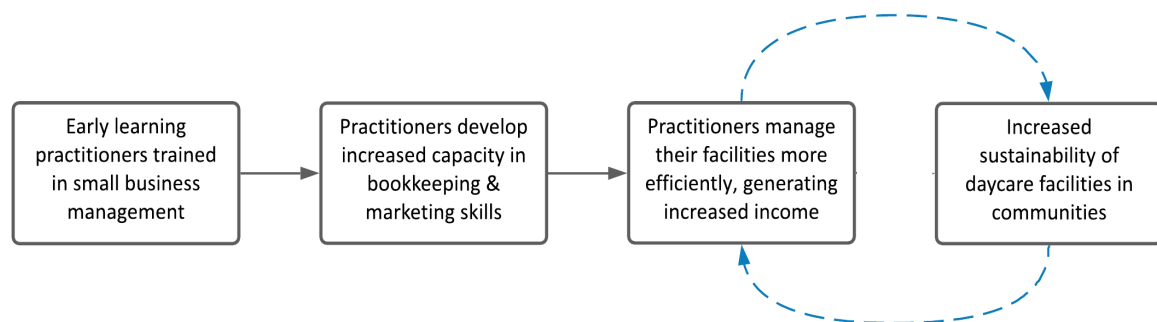 Early learning
practitioners trained
in small business
management
Practitioners develop
increased capacity in
bookkeeping &
marketing skills
Practitioners manage
their facilities more
efficiently, generating
increased income
Increased
sustainability of
daycare facilities in
communities